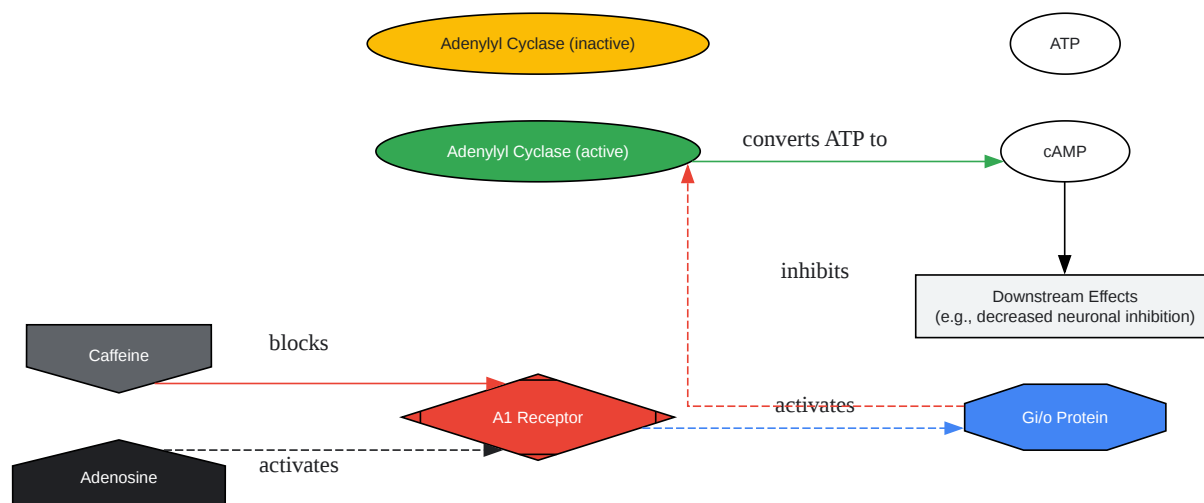 Adenylyl Cyclase (inactive)
ATP
Adenylyl Cyclase (active)
converts ATP to
cAMP
inhibits
Downstream Effects
(e.g., decreased neuronal inhibition)
Caffeine
blocks
A1 Receptor
activates
Gi/o Protein
Adenosine
activates